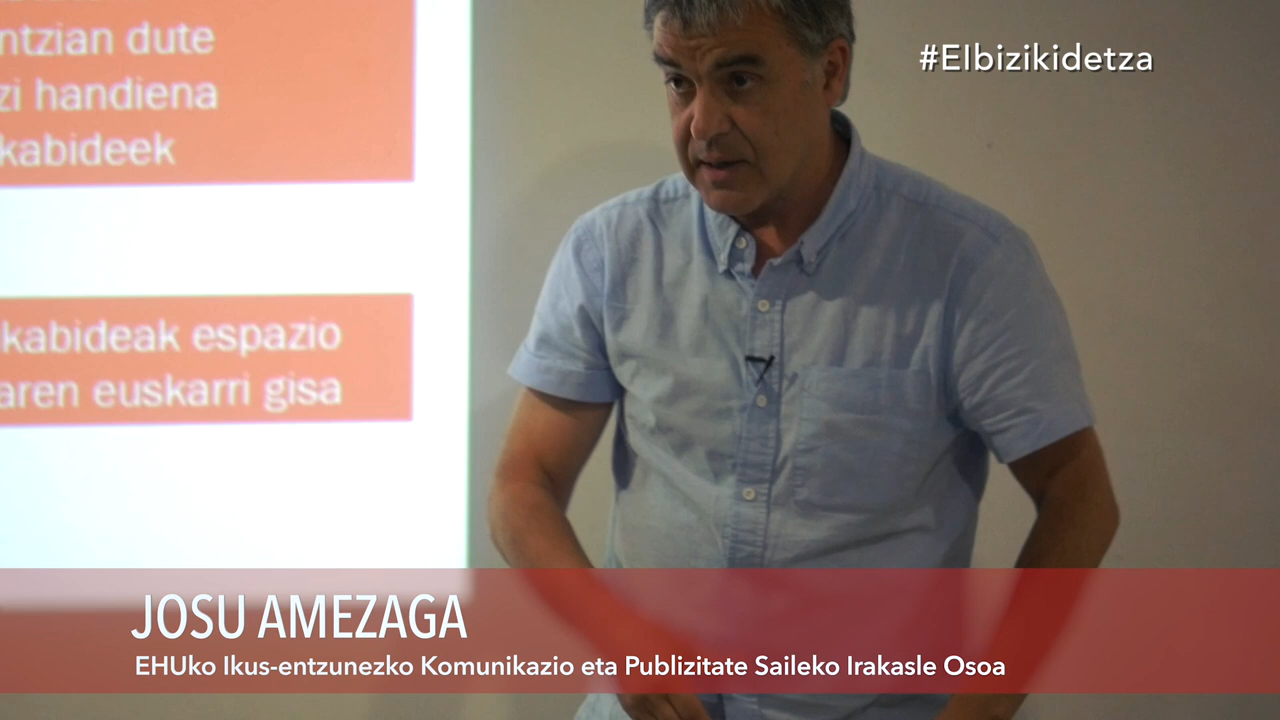 ntzian dute
zi handiena
kabideek
kabideak espazio
aren euskarri gisa
#EIbizikidetza
JOSU AMEZAGA
EHUko Ikus-entzunezko Komunikazio eta Publizitate Saileko Irakasle Osoa